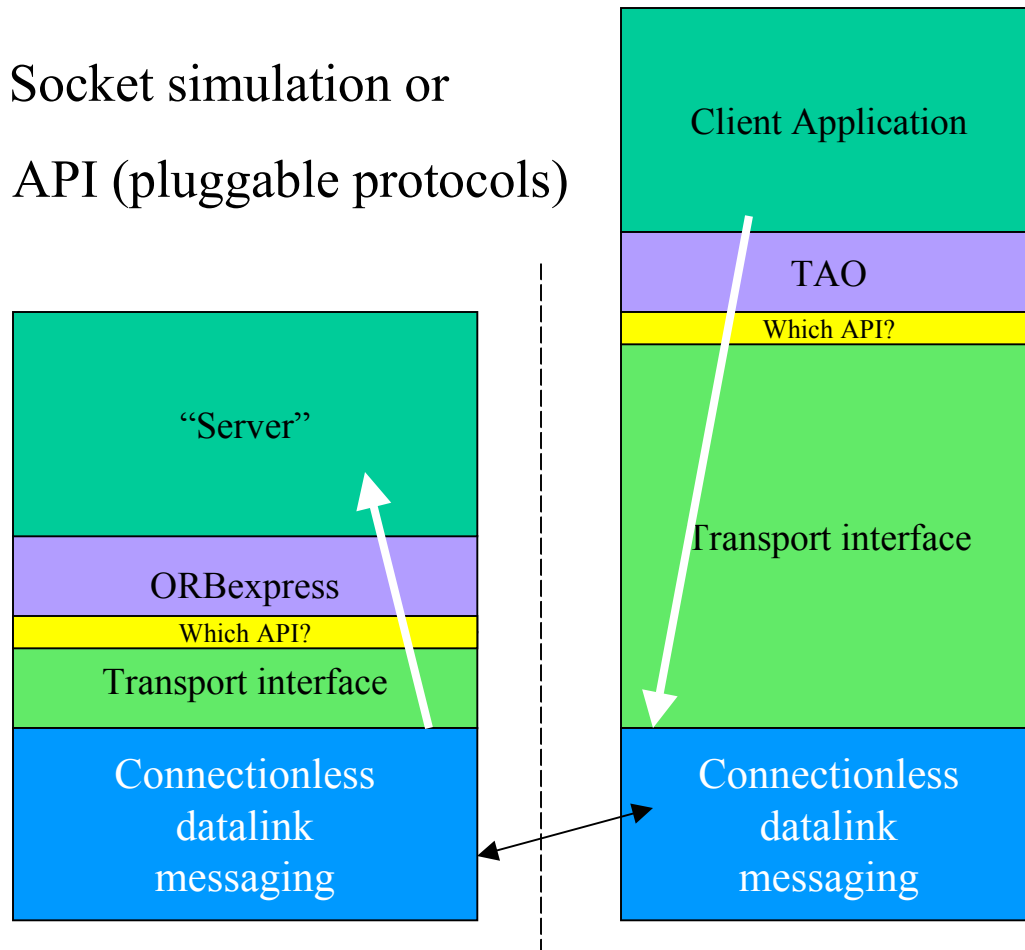 Socket simulation or
API (pluggable protocols)
“Server”
ORBexpress
Which API?
Transport interface
Connectionless
datalink
messaging
Client Application
TAO
Which API?
Transport interface
Connectionless
datalink
messaging